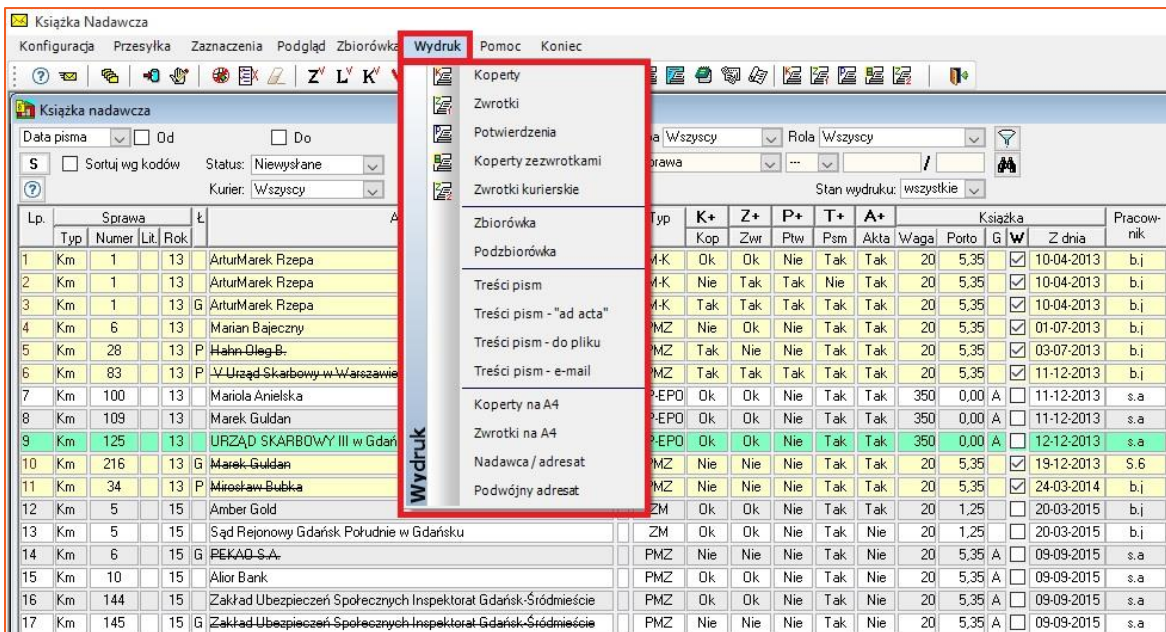 Książka Nadawcza
Konfiguracja Przesyłka Zaznaczenia Podgląd Zbiorówka Wydruk Pomoc Koniec
Książka nadawcza
Data pisma Od Do Wszyscy Rola Wszyscy
S Sortuj wg kodów Status: Niewysłane --- /
Kurier: Wszyscy Stan wydruku: wszystkie
Koperty
Zwrotki
Potwierdzenia
Koperty zezwrotkami
Zwrotki kurierskie
Zbiorówka
Podzbiorówka
Treści pism
Treści pism - "ad acta"
Treści pism - do pliku
Treści pism - e-mail
Koperty na A4
Zwrotki na A4
Nadawca / adresat
Podwójny adresat
Wydruk
Lp. Sprawa Ł A Typ K+ Z+ P+ T+ A+ Książka Pracow-
Typ Numer Lit. Rok Kop Zwr Ptw Psm Akta Waga Porto G W Z dnia nik
1 Km 1 13 ArturMarek Rzepa M-K Ok Ok Nie Tak Tak 20 5,35 10-04-2013 b.j
2 Km 1 13 ArturMarek Rzepa M-K Nie Tak Tak Nie Tak 20 5,35 10-04-2013 b.j
3 Km 1 13 G ArturMarek Rzepa M-K Tak Tak Tak Tak Tak 20 5,35 10-04-2013 b.j
4 Km 6 13 Marian Bajeczny PMZ Nie Ok Nie Tak Tak 20 5,35 01-07-2013 b.j
5 Km 28 13 P Hahn Oleg B. PMZ Tak Nie Nie Tak Tak 20 5,35 03-07-2013 b.j
6 Km 83 13 P V Urząd Skarbowy w Warszawie PMZ Tak Nie Nie Tak Tak 20 5,35 11-12-2013 b.j
7 Km 100 13 Mariola Anielska P-EPO Ok Ok Nie Tak Tak 350 0,00 A 11-12-2013 s.a
8 Km 109 13 Marek Guldan P-EPO Ok Ok Nie Tak Tak 350 0,00 A 11-12-2013 s.a
9 Km 125 13 URZĄD SKARBOWY III w Gdań P-EPO Ok Ok Nie Tak Tak 350 0,00 A 12-12-2013 s.a
10 Km 216 13 G Marek Guldan PMZ Nie Nie Nie Tak Tak 20 5,35 19-12-2013 S.6
11 Km 34 13 P Mirosław Bubka PMZ Nie Nie Nie Tak Tak 20 5,35 24-03-2014 b.j
12 Km 5 15 Amber Gold ZM Ok Ok Nie Tak Tak 20 1,25 20-03-2015 b.j
13 Km 5 15 Sąd Rejonowy Gdańsk Południe w Gdańsku ZM Ok Ok Nie Tak Nie 20 1,25 20-03-2015 b.j
14 Km 6 15 G PEKAO S.A. PMZ Nie Nie Nie Tak Nie 20 5,35 A 09-09-2015 s.a
15 Km 10 15 Alior Bank PMZ Ok Ok Nie Tak Nie 20 5,35 A 09-09-2015 s.a
16 Km 144 15 Zakład Ubezpieczeń Społecznych Inspektorat Gdańsk-Śródmieście PMZ Ok Ok Nie Tak Nie 20 5,35 A 09-09-2015 s.a
17 Km 145 15 G Zakład Ubezpieczeń Społecznych Inspektorat Gdańsk-Śródmieście PMZ Nie Nie Nie Tak Nie 20 5,35 A 09-09-2015 s.a